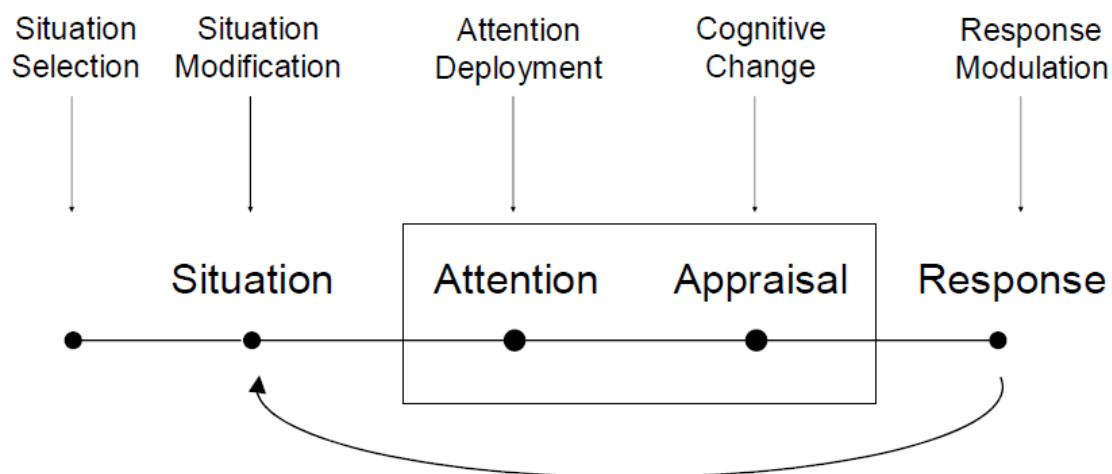 Situation
Selection
Situation
Modification
Attention
Deployment
Cognitive
Change
Response
Modulation
Situation
Attention
Appraisal
Response